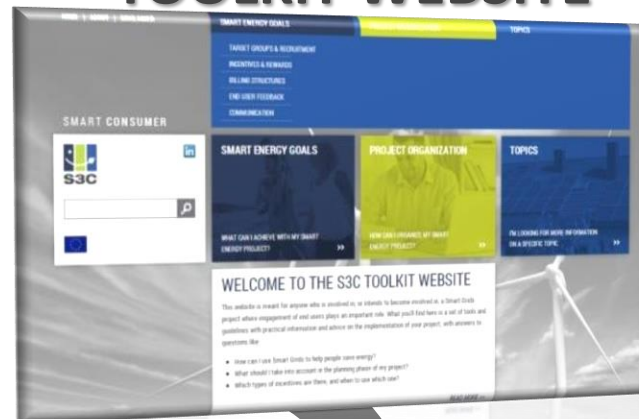 TOOLKIT WEBSITE
SMART ENERGY GOALS
TOPICS
TARGET GROUPS & RECRUITMENT
INCENTIVES & REWARDS
BILLING STRUCTURES
END USER FEEDBACK
COMMUNICATION
SMART CONSUMER
S3C
in
SMART ENERGY GOALS
WHAT CAN I ACHIEVE WITH MY SMART
ENERGY PROJECT?
>>
PROJECT ORGANIZATION
HOW CAN I ORGANIZE MY SMART
ENERGY PROJECT?
>>
TOPICS
I'M LOOKING FOR MORE INFORMATION
ON A SPECIFIC TOPIC
>>
WELCOME TO THE S3C TOOLKIT WEBSITE
This website is meant for anyone who is involved in, or intends to become involved in, a Smart Grids
project where engagement of end users plays an important role. What you'll find here is a set of tools and
guidelines with practical information and advice on the implementation of your project, with answers to
questions like
How can I use Smart Grids to help people save energy?
What should I take into account in the planning phase of my project?
Which types of incentives are there, and when to use which one?
READ MORE >>